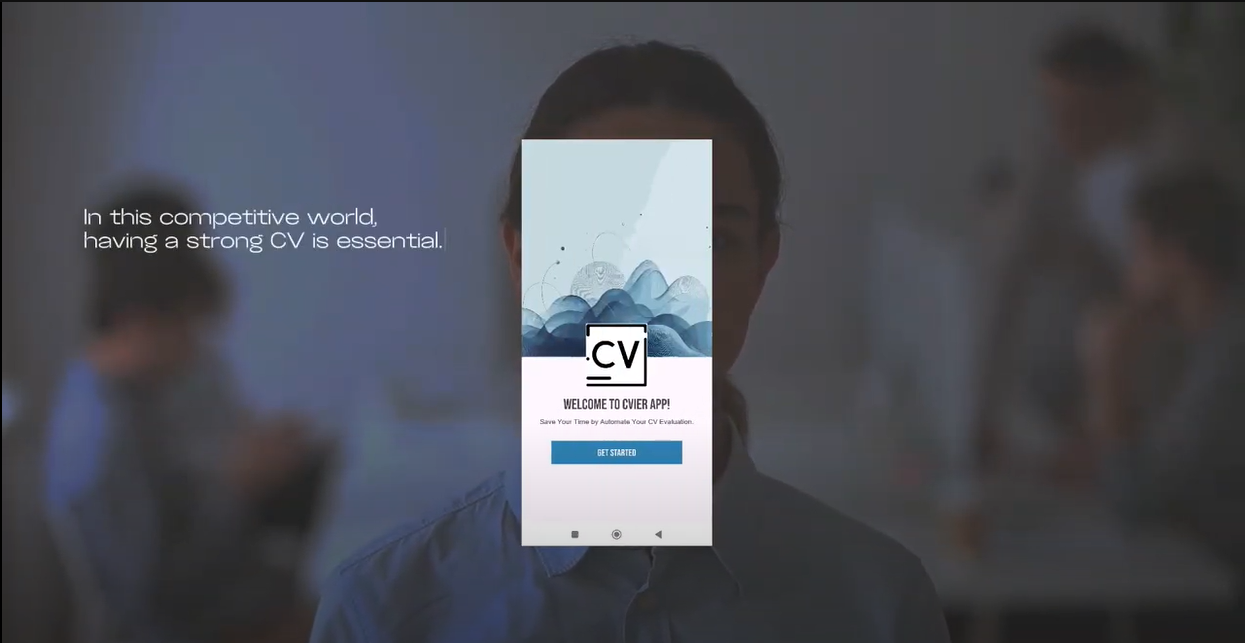 In this competitive world,
having a strong CV is essential.
CV
WELCOME TO CVIER APP!
Save Your Time by Automate Your CV Evaluation.
GET STARTED